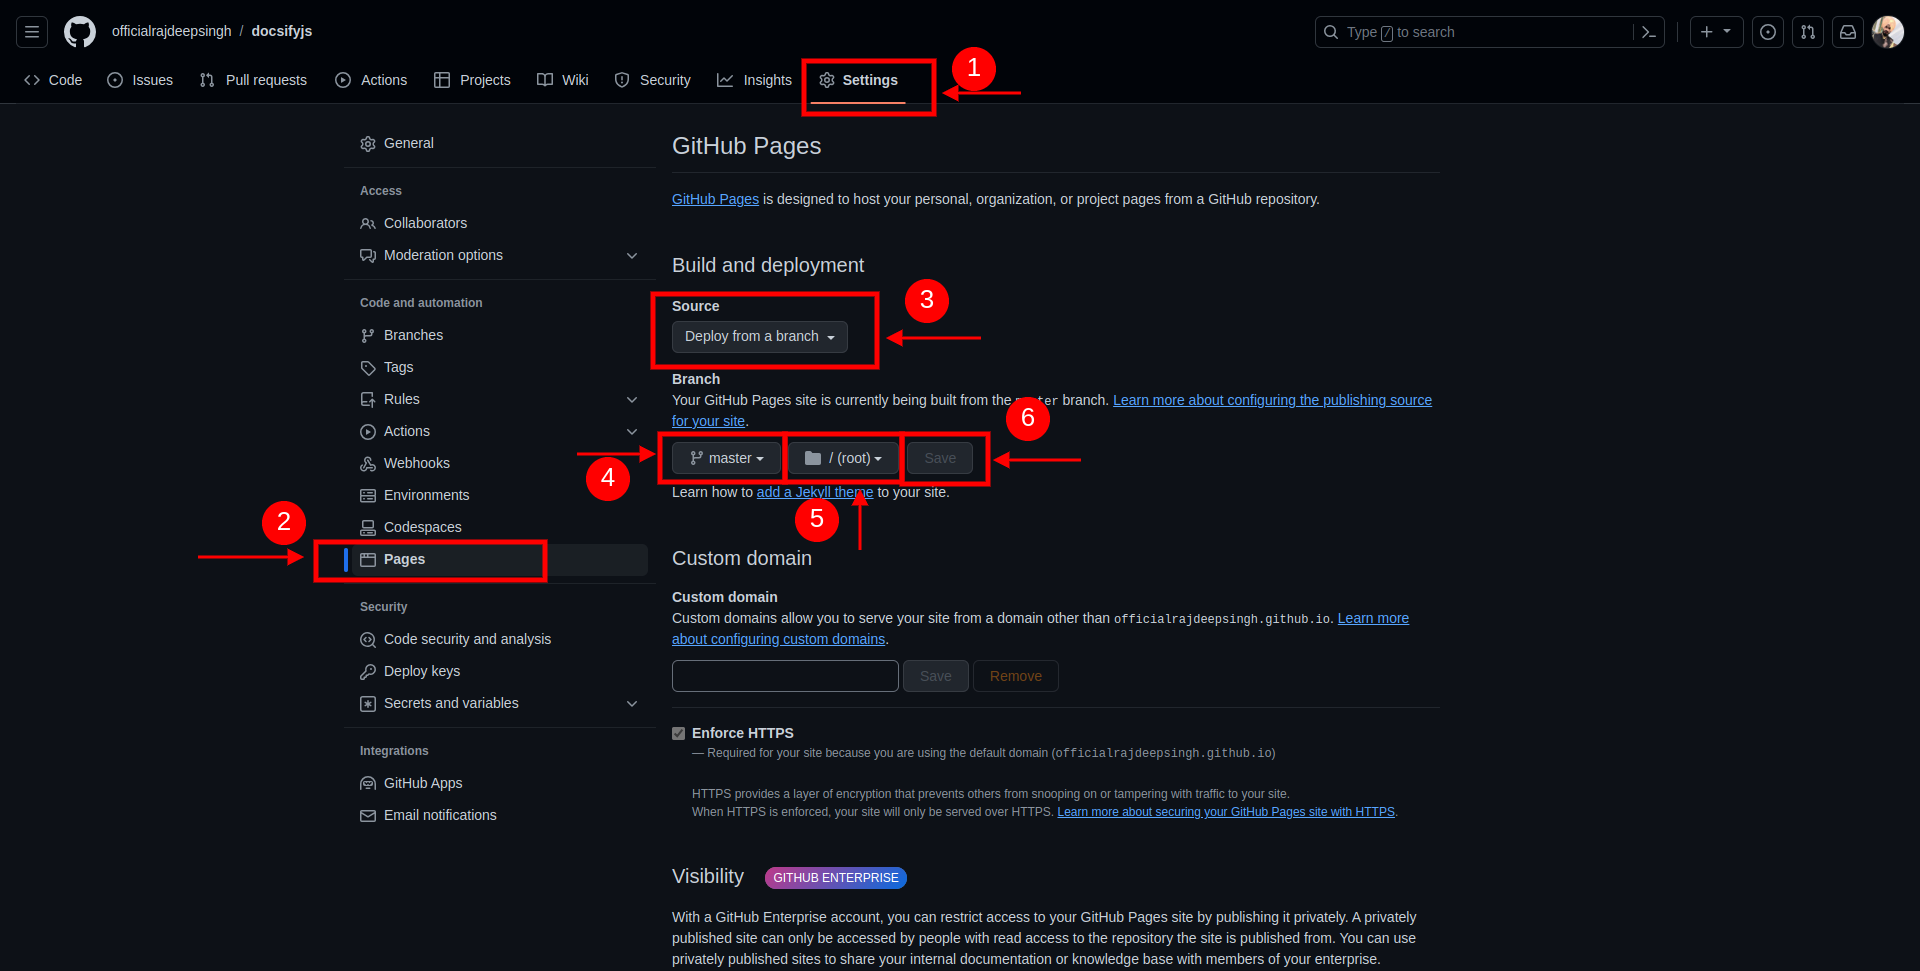 officialrajdeepsingh / docsifyjs
Type / to search
Code Issues Pull requests Actions Projects Wiki Security Insights Settings
1
General
Access
Collaborators
Moderation options
Code and automation
Branches
Tags
Rules
Actions
Webhooks
Environments
Codespaces
2
Pages
Security
Code security and analysis
Deploy keys
Secrets and variables
Integrations
GitHub Apps
Email notifications
GitHub Pages
GitHub Pages is designed to host your personal, organization, or project pages from a GitHub repository.
Build and deployment
Source
3
Deploy from a branch
Branch
Your GitHub Pages site is currently being built from the branch. Learn more about configuring the publishing source
for your site.
6
master / (root) Save
4
Learn how to add a Jekyll theme to your site.
5
Custom domain
Custom domain
Custom domains allow you to serve your site from a domain other than officialrajdeepsingh.github.io. Learn more
about configuring custom domains.
Save Remove
Enforce HTTPS
— Required for your site because you are using the default domain (officialrajdeepsingh.github.io)
HTTPS provides a layer of encryption that prevents others from snooping on or tampering with traffic to your site.
When HTTPS is enforced, your site will only be served over HTTPS. Learn more about securing your GitHub Pages site with HTTPS.
Visibility GITHUB ENTERPRISE
With a GitHub Enterprise account, you can restrict access to your GitHub Pages site by publishing it privately. A privately
published site can only be accessed by people with read access to the repository the site is published from. You can use
privately published sites to share your internal documentation or knowledge base with members of your enterprise.